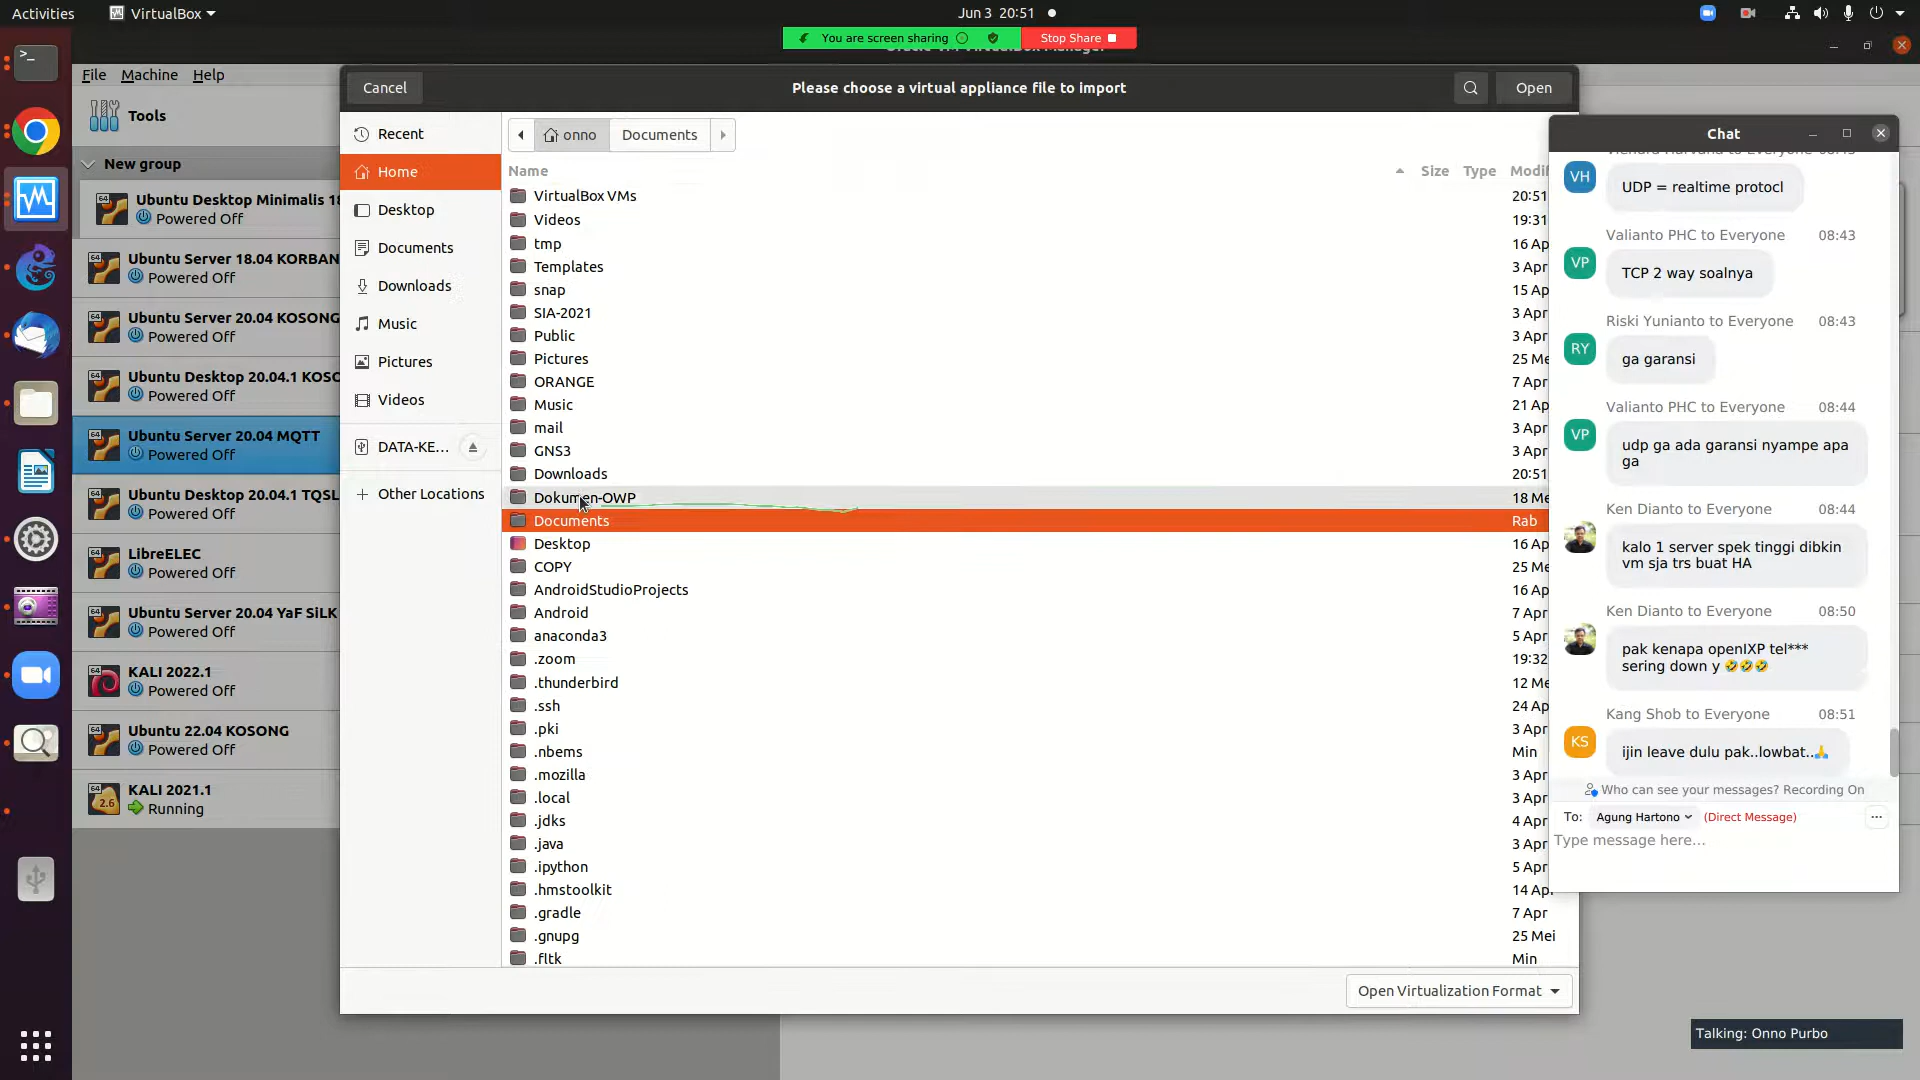 Activities
VirtualBox
Jun 3 20:51
You are screen sharing
Stop Share
File Machine Help
Tools
New group
Ubuntu Desktop Minimalis 18
Powered Off
Ubuntu Server 18.04 KORBAN
Powered Off
Ubuntu Server 20.04 KOSONG
Powered Off
Ubuntu Desktop 20.04.1 KOSO
Powered Off
Ubuntu Server 20.04 MQTT
Powered Off
Ubuntu Desktop 20.04.1 TQSL
Powered Off
LibreELEC
Powered Off
Ubuntu Server 20.04 YaF SiLK
Powered Off
KALI 2022.1
Powered Off
Ubuntu 22.04 KOSONG
Powered Off
KALI 2021.1
Running
Cancel
Please choose a virtual appliance file to import
Open
Recent
Home
Desktop
Documents
Downloads
Music
Pictures
Videos
DATA-KE...
Other Locations
onno
Documents
Name
Size
Type
Modif
VirtualBox VMs 20:51
Videos 19:31
tmp 16 Ap
Templates 3 Apr
snap 15 Ap
SIA-2021 3 Apr
Public 3 Apr
Pictures 25 Me
ORANGE 7 Apr
Music 21 Ap
mail 3 Apr
GNS3 3 Apr
Downloads 20:51
Dokumen-OWP 18 Me
Documents Rab
Desktop 16 Ap
COPY 25 Me
AndroidStudioProjects 16 Ap
Android 7 Apr
anaconda3 5 Apr
.zoom 19:32
.thunderbird 12 Me
.ssh 24 Ap
.pki 3 Apr
.nbems Min
.mozilla 3 Apr
.local 3 Apr
.jdks 4 Apr
.java 3 Apr
.ipython 5 Apr
.hmstoolkit 14 Ap
.gradle 7 Apr
.gnupg 25 Mei
.fltk Min
Open Virtualization Format
Chat
VH
UDP = realtime protocl
Valianto PHC to Everyone 08:43
VP
TCP 2 way soalnya
Riski Yunianto to Everyone 08:43
RY
ga garansi
Valianto PHC to Everyone 08:44
VP
udp ga ada garansi nyampe apa
ga
Ken Dianto to Everyone 08:44
kalo 1 server spek tinggi dibkin
vm sja trs buat HA
Ken Dianto to Everyone 08:50
pak kenapa openIXP tel***
sering down y 🤣🤣🤣
Kang Shob to Everyone 08:51
KS
ijin leave dulu pak..lowbat..🙏
Who can see your messages? Recording On
To: Agung Hartono (Direct Message)
Type message here…
Talking: Onno Purbo